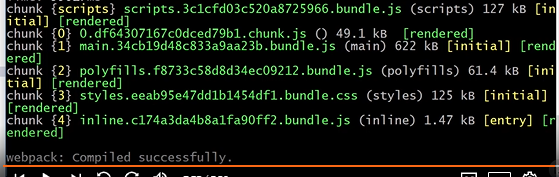 chunk {scripts} scripts.3c1cfd03c520a8725966.bundle.js (scripts) 127 kB [in
itial] [rendered]
chunk {0} 0.df64307167c0dced79b1.chunk.js () 49.1 kB  [rendered]
chunk {1} main.34cb19d48c833a9aa23b.bundle.js (main) 622 kB [initial] [rend
ered]
chunk {2} polyfills.f8733c58d8d34ec09212.bundle.js (polyfills) 61.4 kB [ini
tial] [rendered]
chunk {3} styles.eeab95e47dd1b1454df1.bundle.css (styles) 125 kB [initial]
[rendered]
chunk {4} inline.c174a3da4b8a1fa90ff2.bundle.js (inline) 1.47 kB [entry] [r
endered]
webpack: Compiled successfully.